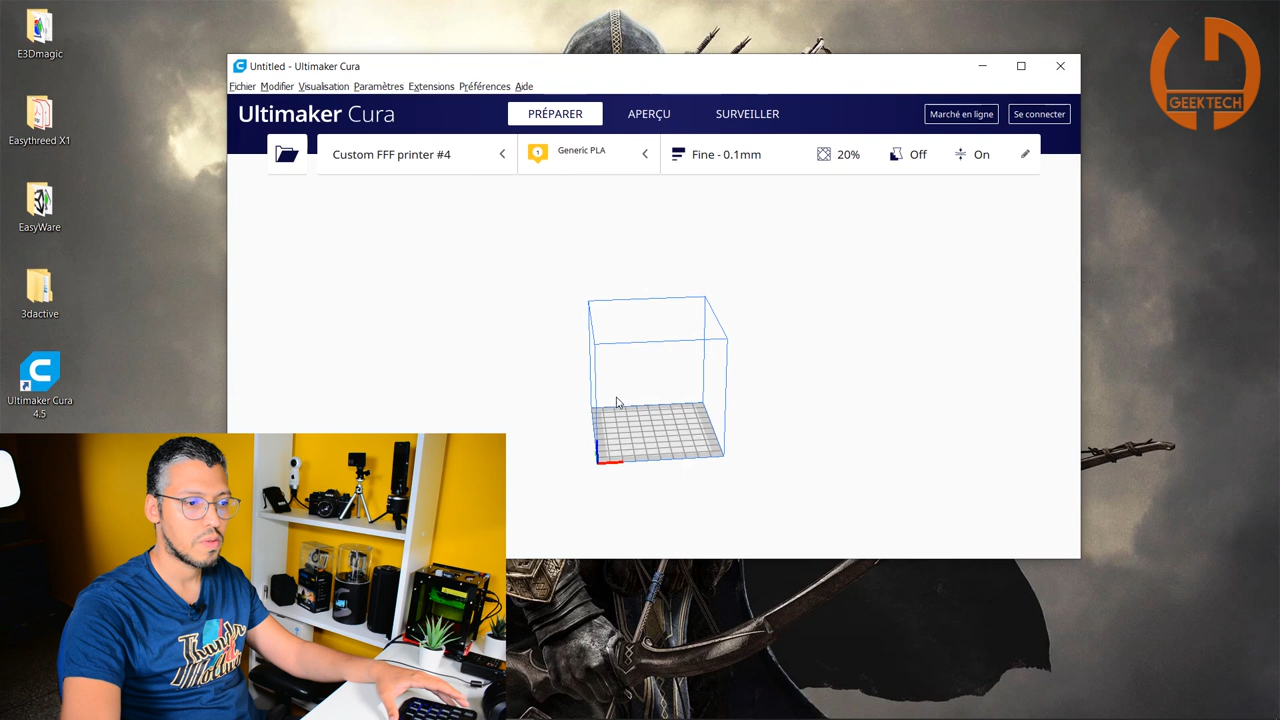 E3Dmagic
Easythreed X1
EasyWare
3dactive
Ultimaker Cura
4.5
Untitled - Ultimaker Cura
Fichier Modifier Visualisation Paramètres Extensions Préférences Aide
Ultimaker Cura
PRÉPARER APERÇU SURVEILLER
Marché en ligne Se connecter
Custom FFF printer #4
1 Generic PLA
Fine - 0.1mm 20% Off On
GEEKTECH
Thunder